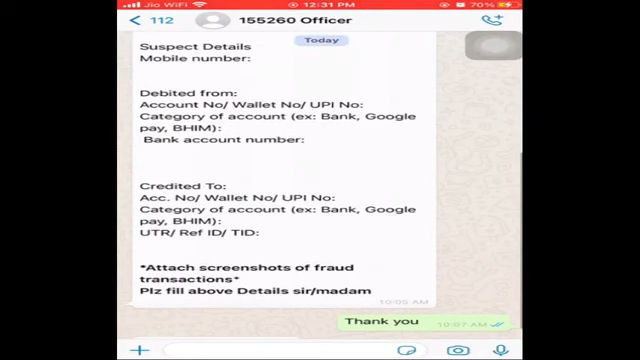 Jio WiFi 12:31 PM 70%
112 155260 Officer
Today
Suspect Details
Mobile number:
Debited from:
Account No/ Wallet No/ UPI No:
Category of account (ex: Bank, Google
pay, BHIM):
Bank account number:
Credited To:
Acc. No/ Wallet No/ UPI No:
Category of account (ex: Bank, Google
pay, BHIM):
UTR/ Ref ID/ TID:
*Attach screenshots of fraud
transactions*
Plz fill above Details sir/madam
10:05 AM
Thank you 10:07 AM